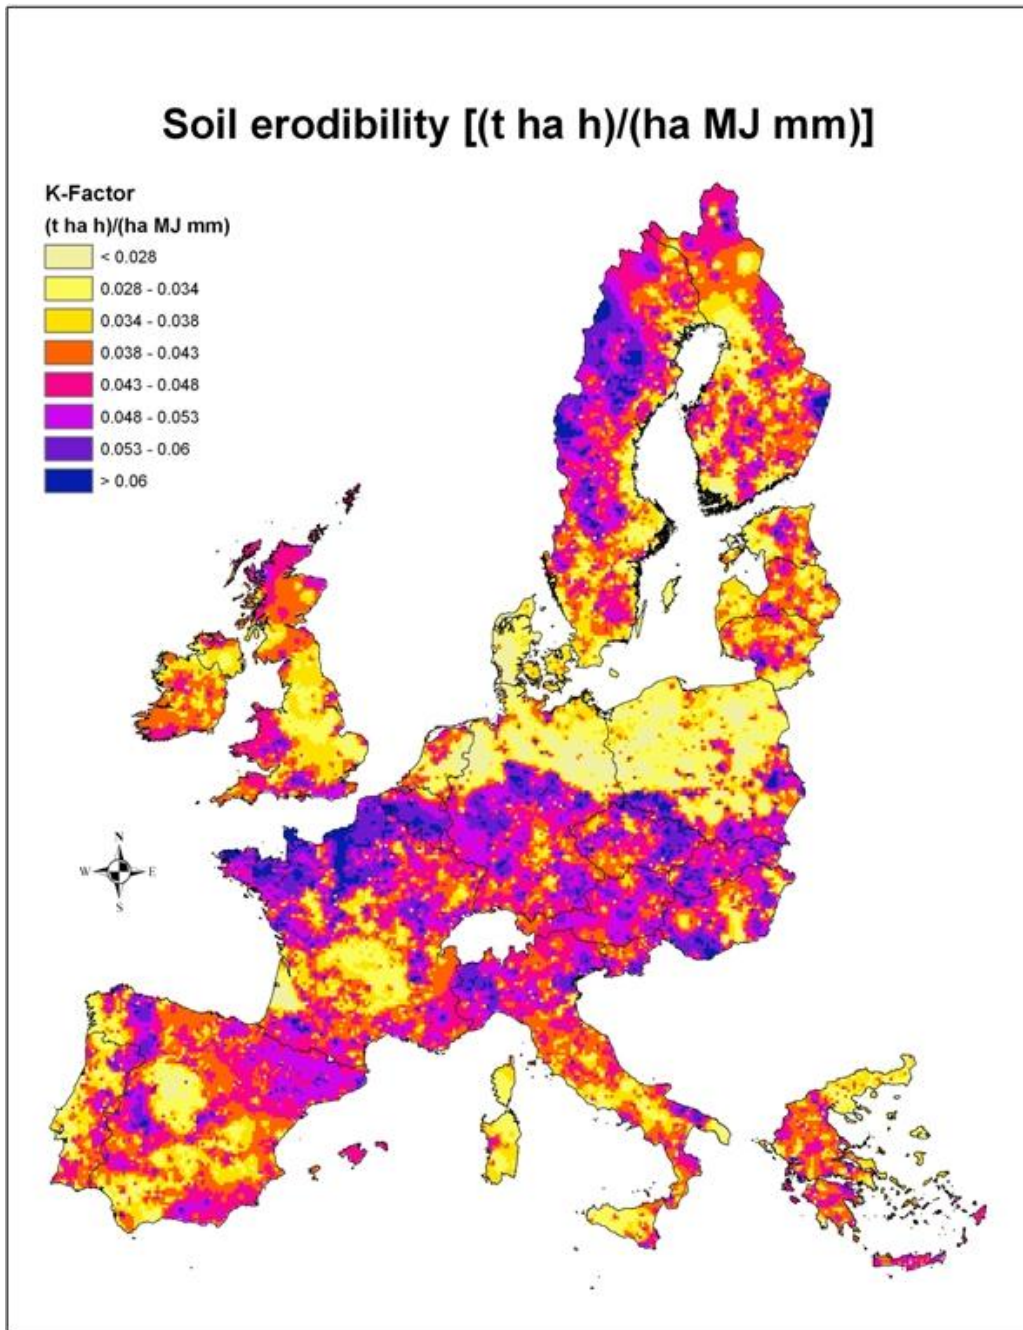 Soil erodibility [(t ha h)/(ha MJ mm)]
K-Factor
(t ha h)/(ha MJ mm)
< 0.028
0.028 - 0.034
0.034 - 0.038
0.038 - 0.043
0.043 - 0.048
0.048 - 0.053
0.053 - 0.06
> 0.06
N
W E
S